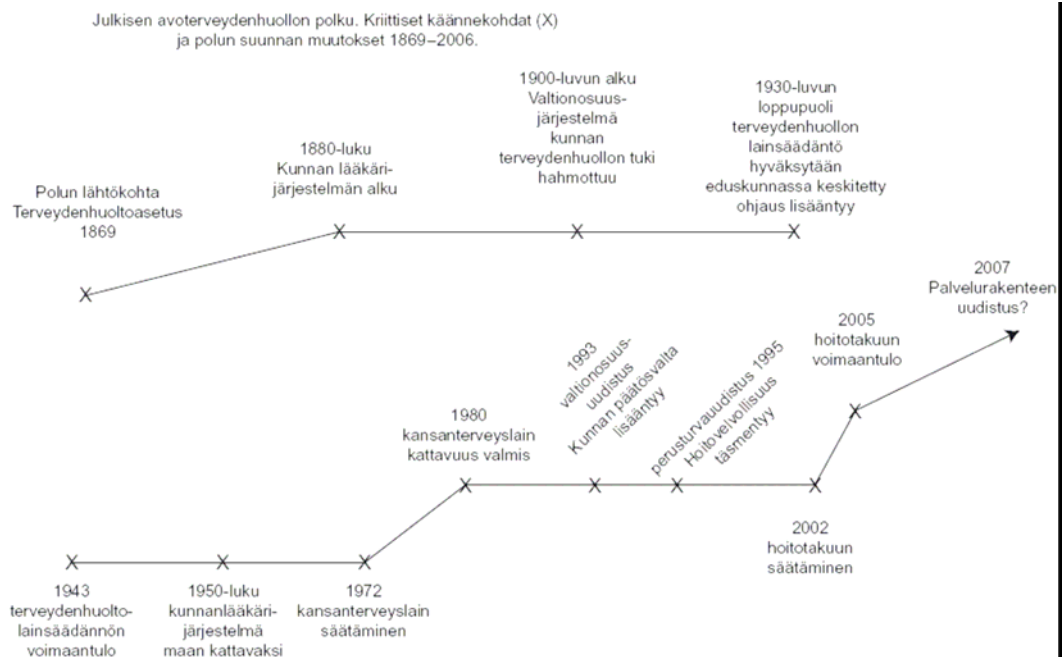 Julkisen avoterveydenhuollon polku. Kriittiset käännekohdat (X)
ja polun suunnan muutokset 1869–2006.
Polun lähtökohta
Terveydenhuoltoasetus
1869
1880-luku
Kunnan lääkäri-
järjestelmän alku
1900-luvun alku
Valtionosuus-
järjestelmä
kunnan
terveydenhuollon tuki
hahmottuu
1930-luvun
loppupuoli
terveydenhuollon
lainsäädäntö
hyväksytään
eduskunnassa keskitetty
ohjaus lisääntyy
X
X
X
X
1943
terveydenhuolto-
lainsäädännön
voimaantulo
1950-luku
kunnanlääkäri-
järjestelmä
maan kattavaksi
1972
kansanterveyslain
säätäminen
1980
kansanterveyslain
kattavuus valmis
1993
valtionosuus-
uudistus
Kunnan päätösvalta
lisääntyy
perusturvauudistus 1995
Hoitovelvollisuus
täsmentyy
2002
hoitotakuun
säätäminen
2005
hoitotakuun
voimaantulo
2007
Palvelurakenteen
uudistus?
X
X
X
X
X
X
X
X